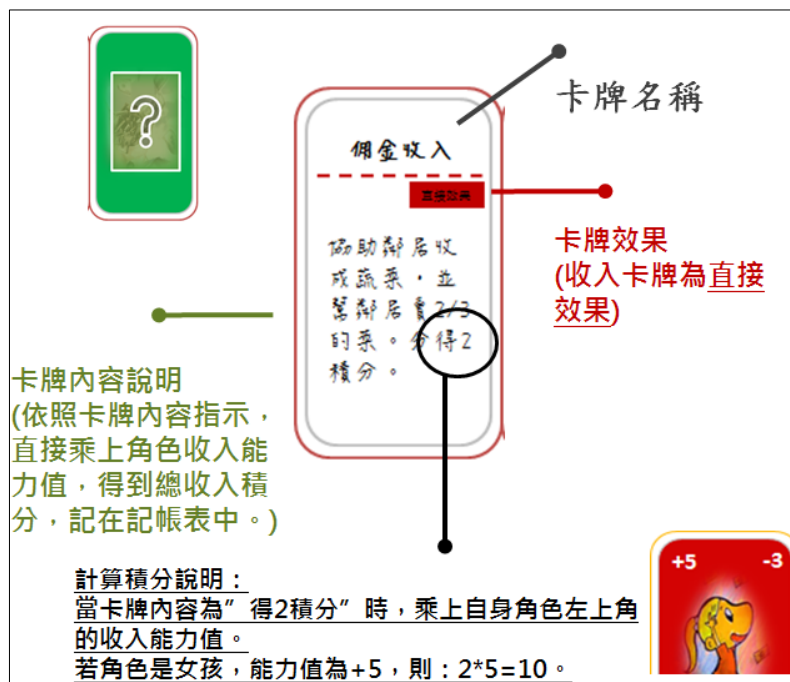 ?
卡牌名稱
佣金收入
直接效果
協助鄰居收
成蔬菜，並
幫鄰居賣2/3
的菜。分得2
積分。
卡牌效果
(收入卡牌為直接
效果)
卡牌內容說明
(依照卡牌內容指示，
直接乘上角色收入能
力值，得到總收入積
分，記在記帳表中。)
計算積分說明：
當卡牌內容為”得2積分”時，乘上自身角色左上角
的收入能力值。
若角色是女孩，能力值為+5，則：2*5=10。
+5 -3